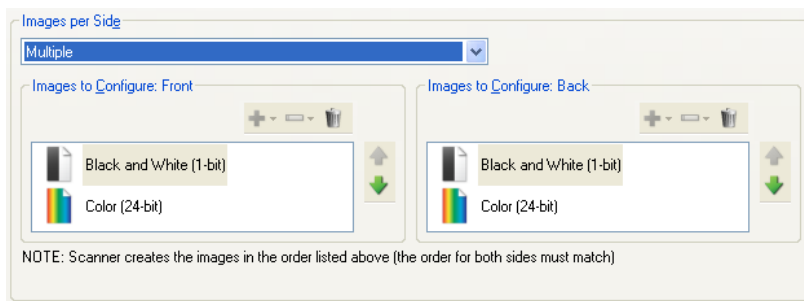 Images per Side
Multiple
Images to Configure: Front
Images to Configure: Back
Black and White (1-bit)
Black and White (1-bit)
Color (24-bit)
Color (24-bit)
NOTE: Scanner creates the images in the order listed above (the order for both sides must match)